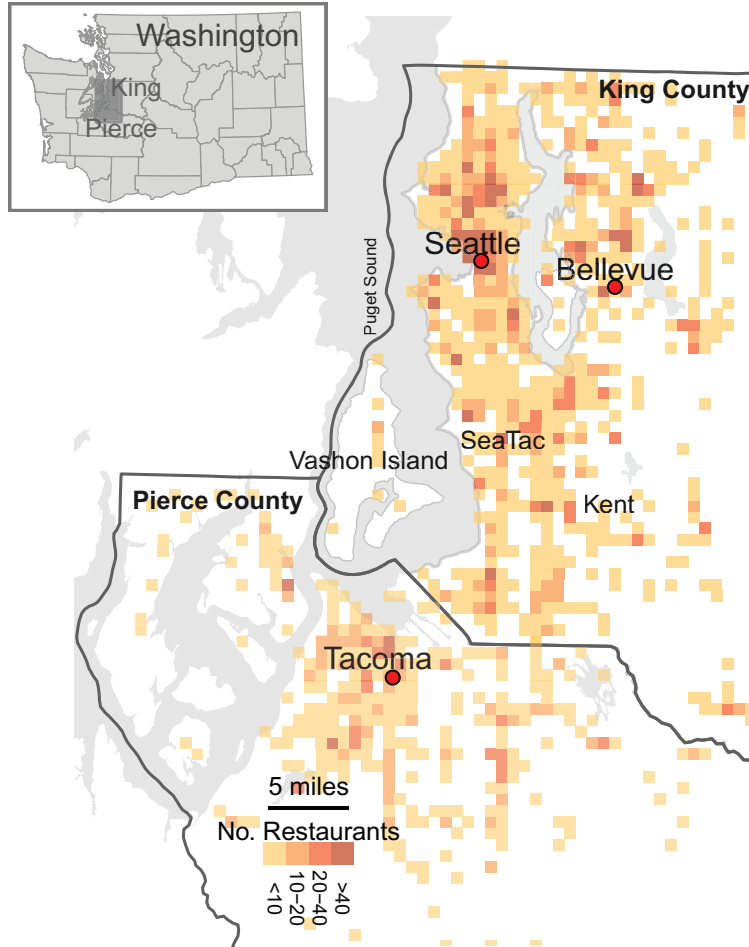 Washington
King
Pierce
King County
Seattle
Bellevue
Puget Sound
SeaTac
Vashon Island
Pierce County
Kent
Tacoma
5 miles
No. Restaurants
<10
10−20
20−40
>40